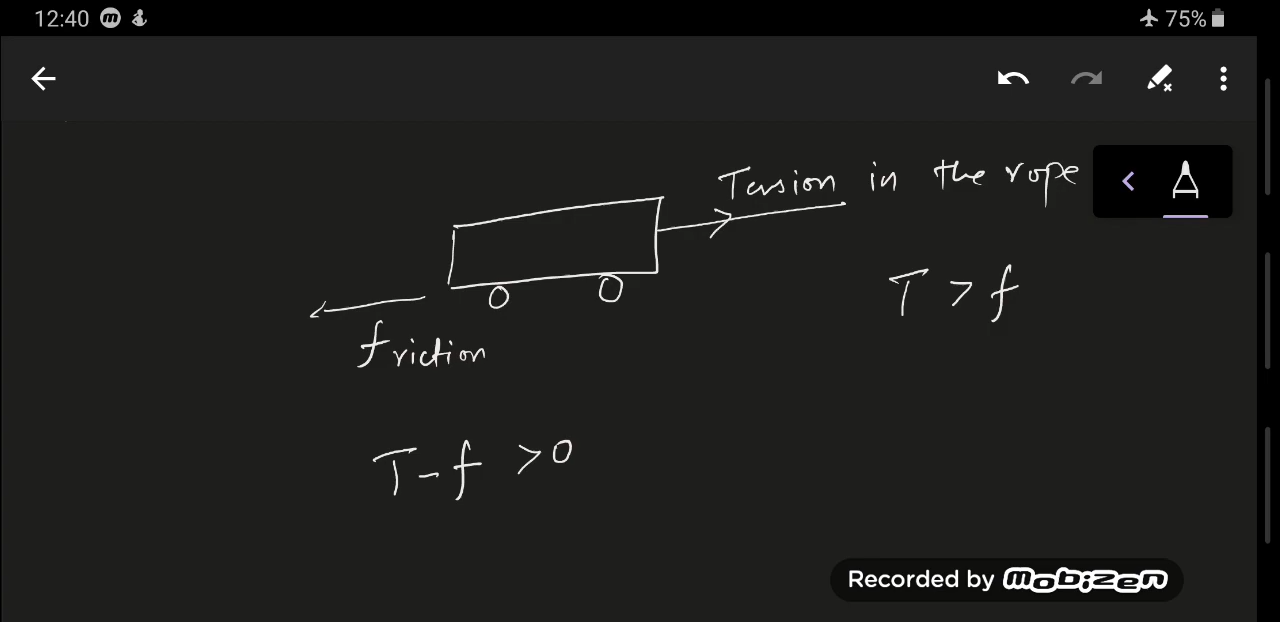 12:40
75%
Tension in the rope
T > f
friction
T - f > 0
Recorded by mobizen